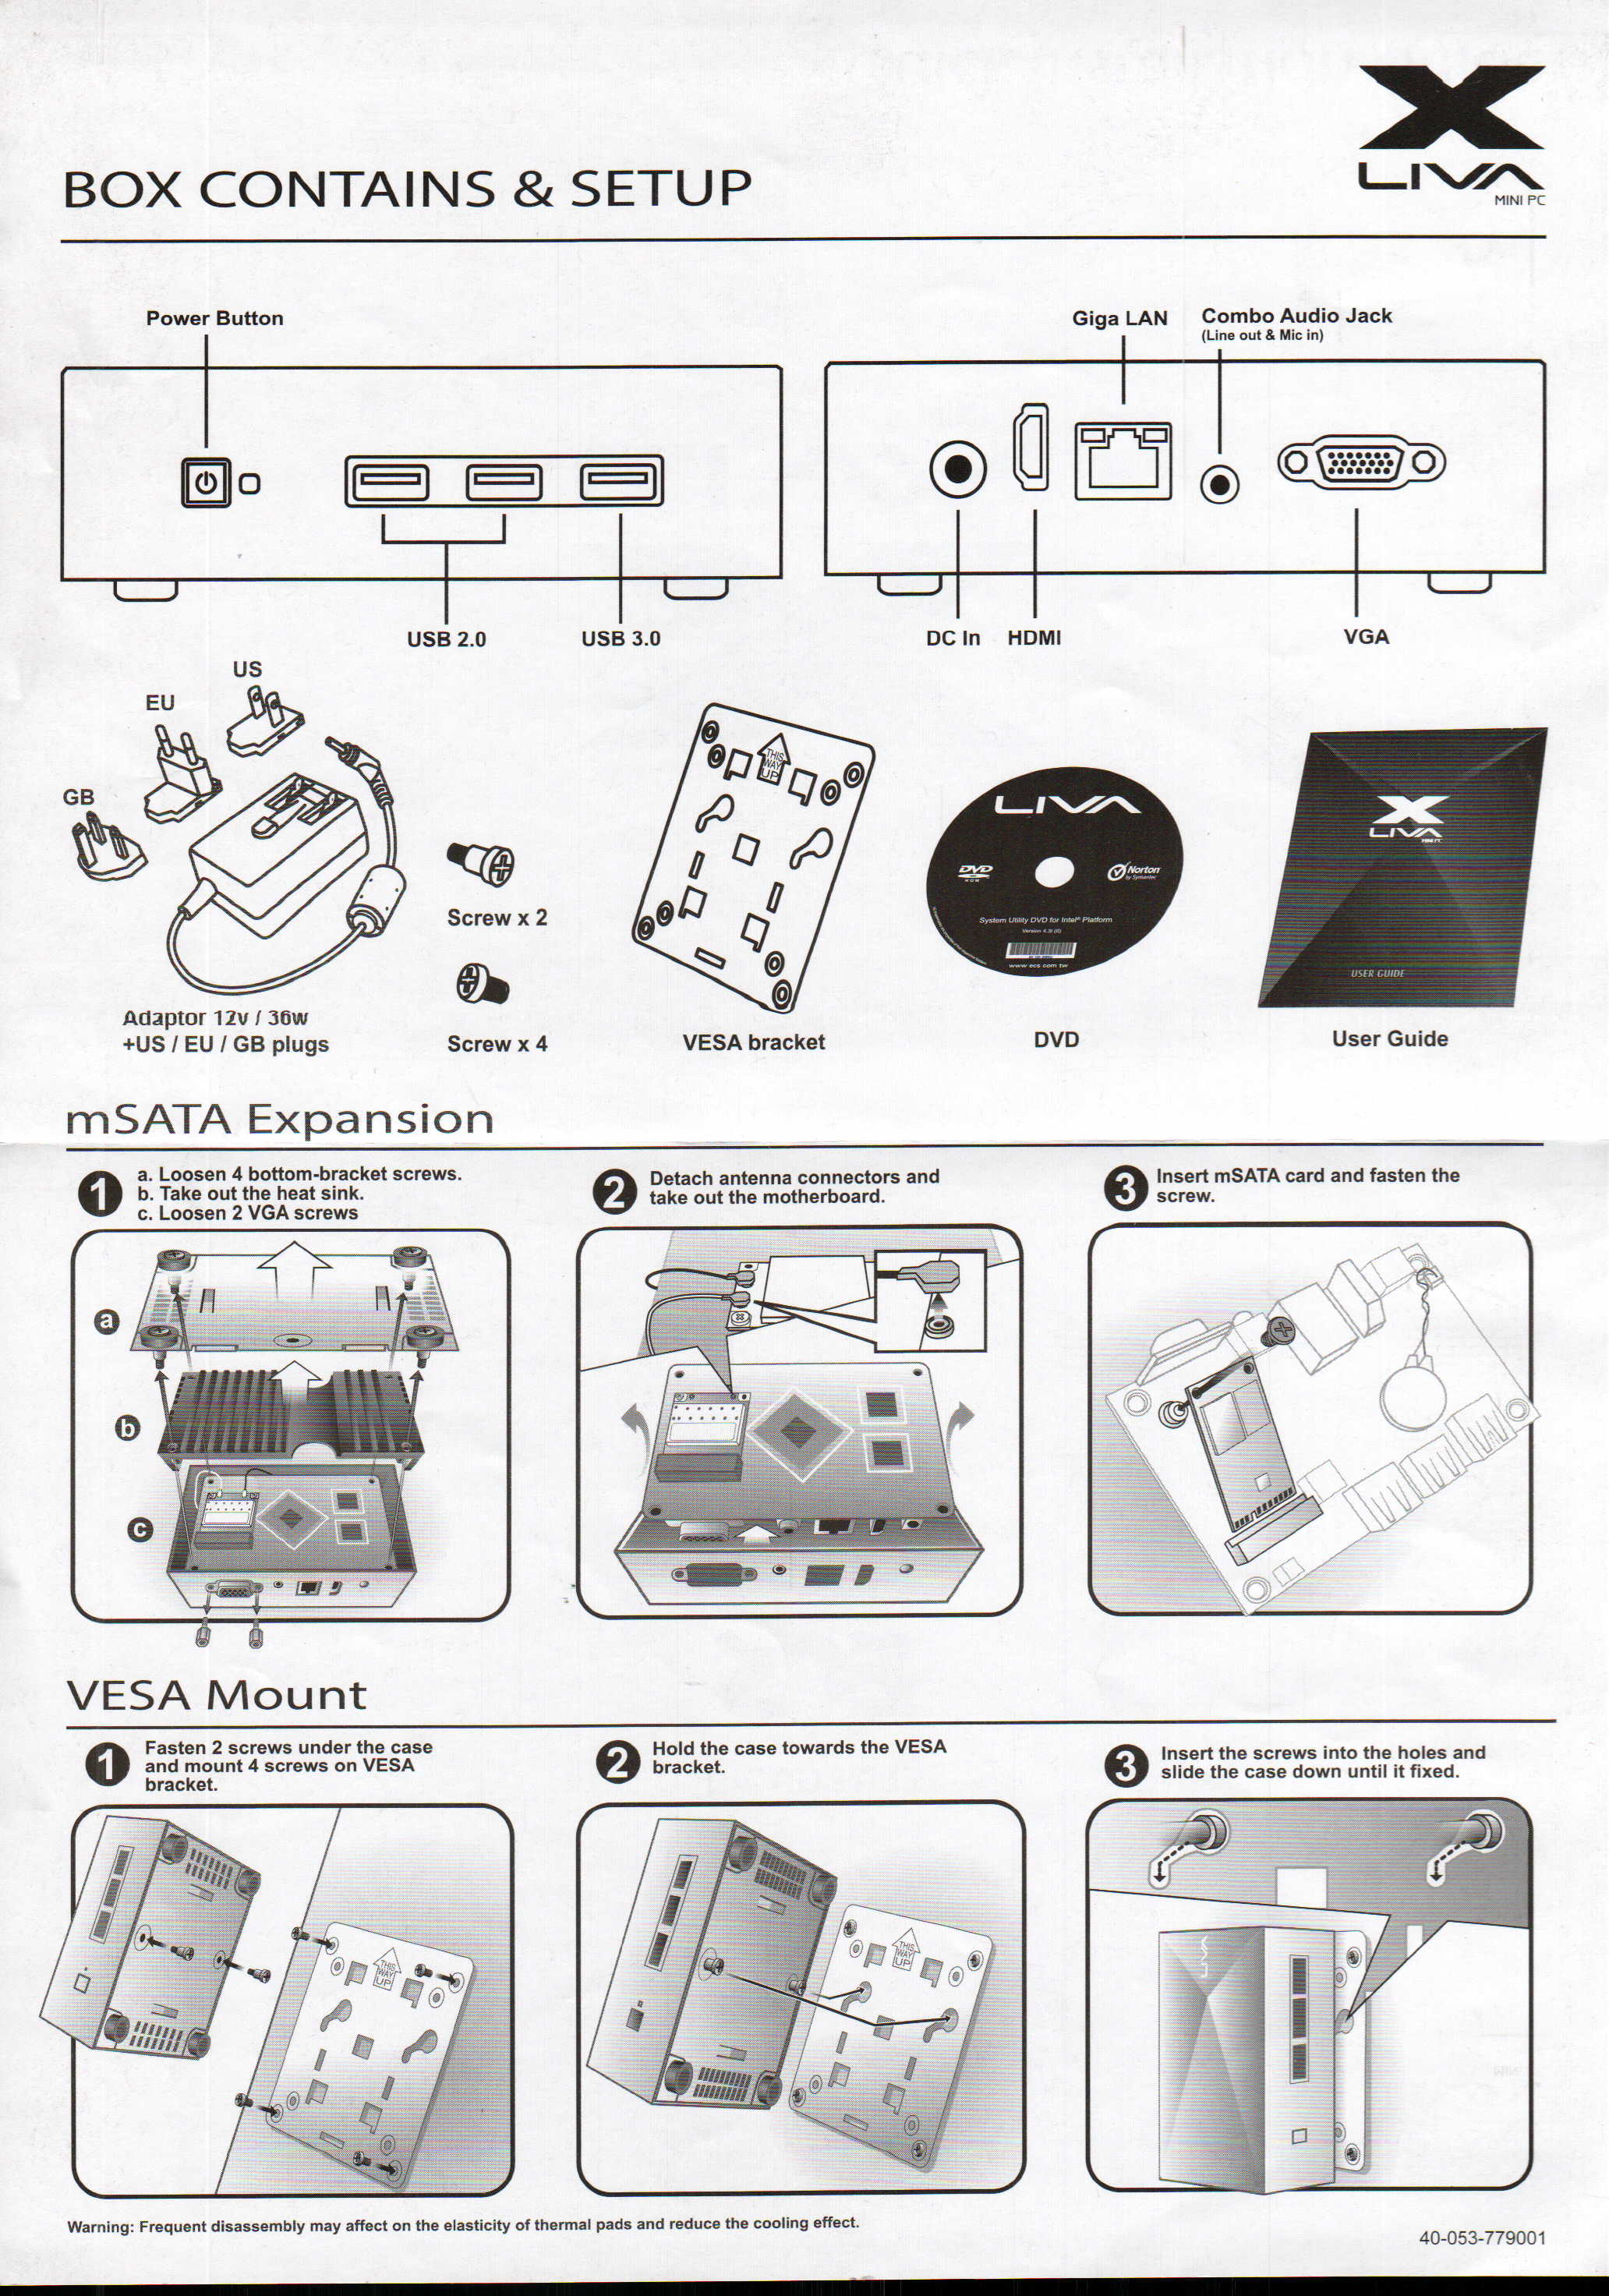 X
LIVA
MINI PC
BOX CONTAINS & SETUP
Power Button
USB 2.0
USB 3.0
Giga LAN
Combo Audio Jack
(Line out & Mic in)
DC In
HDMI
VGA
US
EU
GB
Adaptor 12v / 36w
+US / EU / GB plugs
Screw x 2
Screw x 4
THIS
WAY
UP
VESA bracket
LIVA
DVD
ROM
Norton
by Symantec
System Utility DVD for Intel® Platform
www.ecs.com.tw
DVD
X
LIVA
MINI PC
USER GUIDE
User Guide
mSATA Expansion
1
a. Loosen 4 bottom-bracket screws.
b. Take out the heat sink.
c. Loosen 2 VGA screws
a
b
c
2
Detach antenna connectors and
take out the motherboard.
3
Insert mSATA card and fasten the
screw.
VESA Mount
1
Fasten 2 screws under the case
and mount 4 screws on VESA
bracket.
THIS
WAY
UP
2
Hold the case towards the VESA
bracket.
THIS
WAY
UP
3
Insert the screws into the holes and
slide the case down until it fixed.
LIVA
Warning: Frequent disassembly may affect on the elasticity of thermal pads and reduce the cooling effect.
40-053-779001